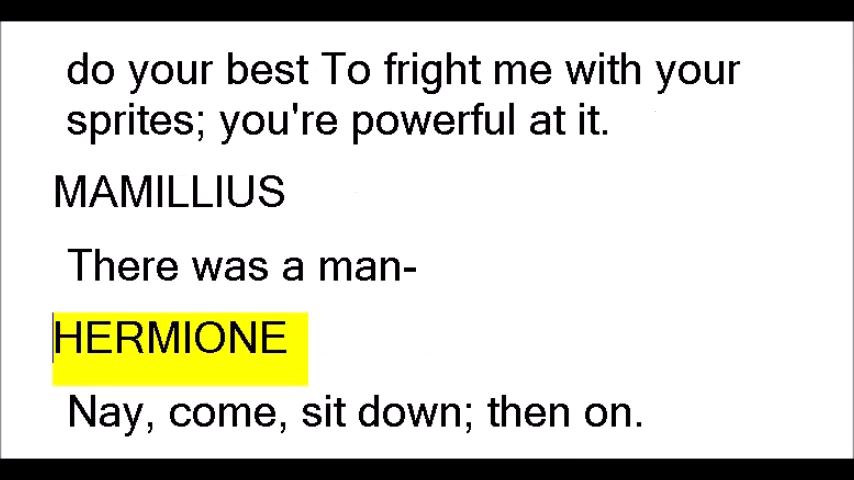 do your best To fright me with your
sprites; you're powerful at it.
MAMILLIUS
There was a man-
HERMIONE
Nay, come, sit down; then on.